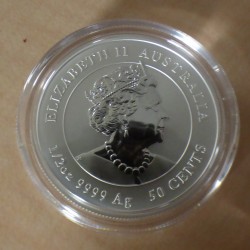 ELIZABETH II AUSTRALIA
1/2oz 9999 Ag 50 CENTS